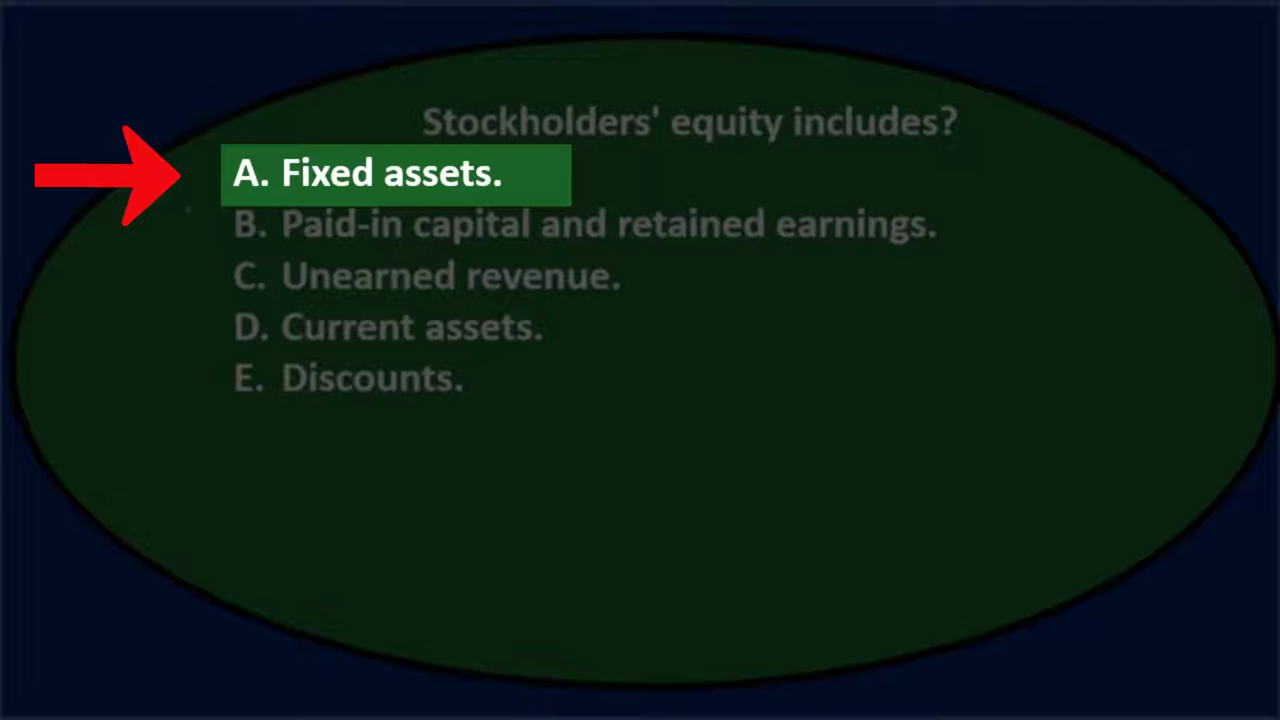 Stockholders' equity includes?
A. Fixed assets.
B. Paid-in capital and retained earnings.
C. Unearned revenue.
D. Current assets.
E. Discounts.